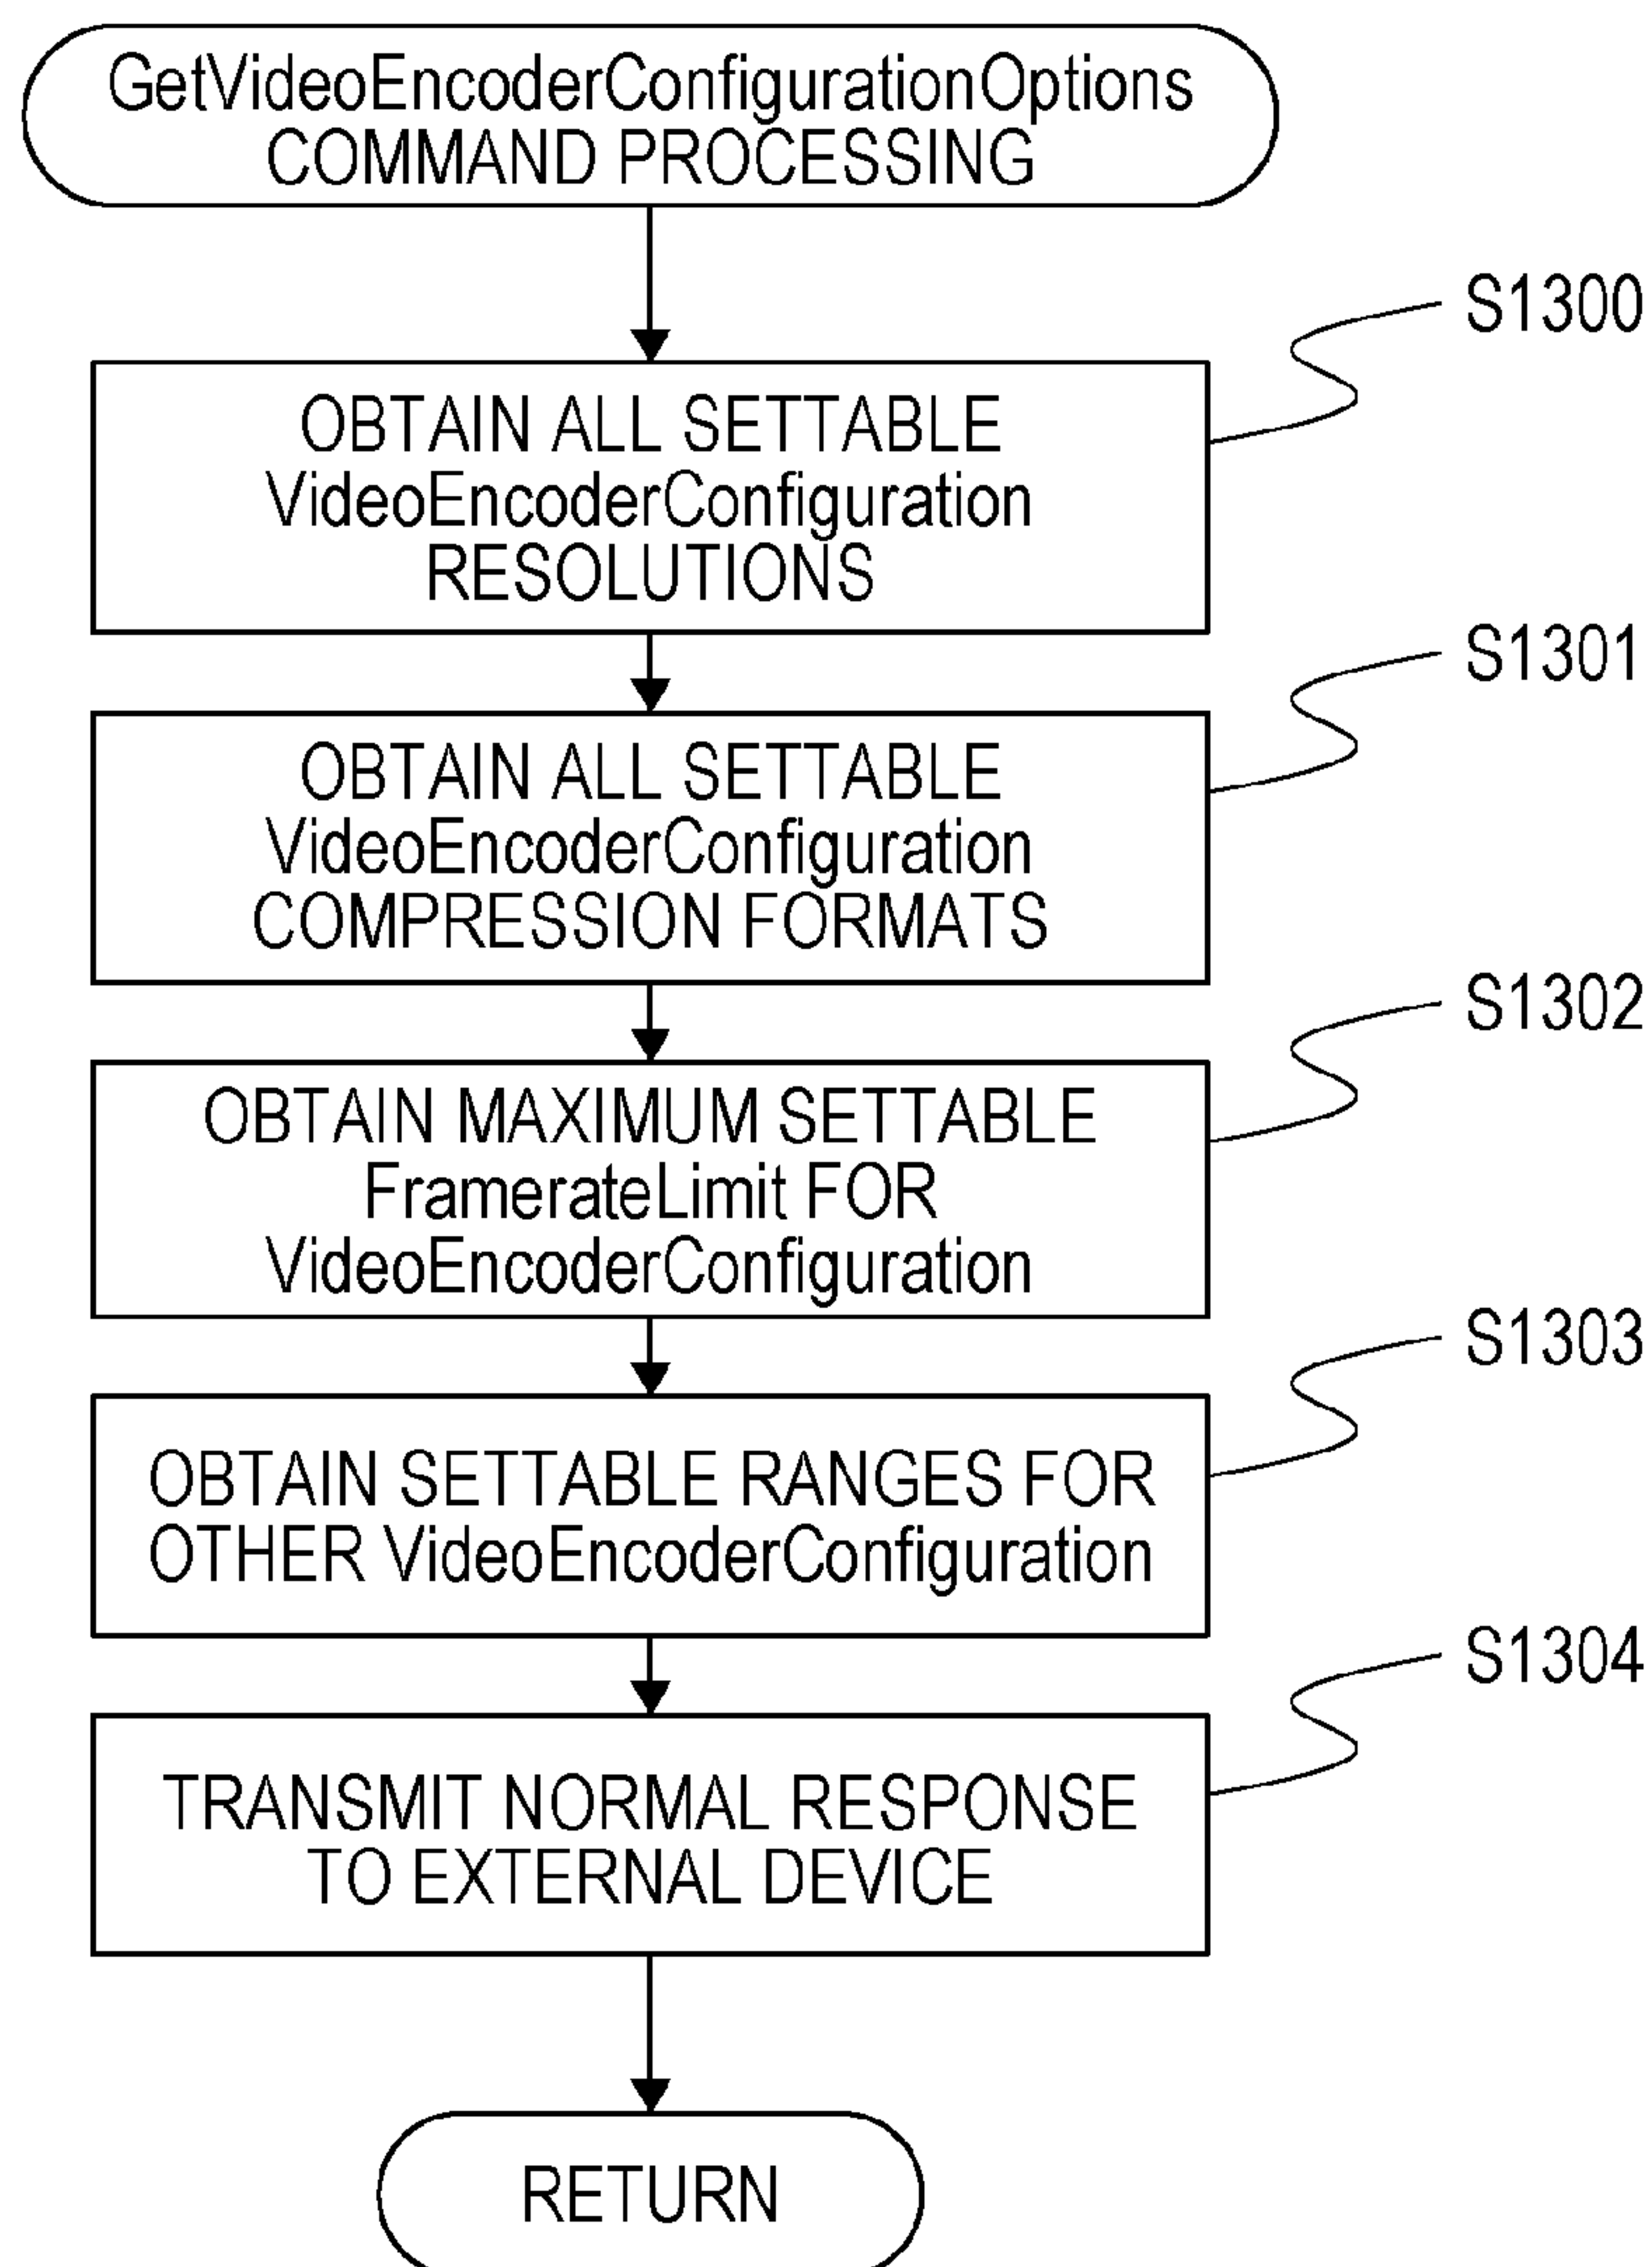 GetVideoEncoderConfigurationOptions
COMMAND PROCESSING
S1300
OBTAIN ALL SETTABLE
VideoEncoderConfiguration
RESOLUTIONS
S1301
OBTAIN ALL SETTABLE
VideoEncoderConfiguration
COMPRESSION FORMATS
S1302
OBTAIN MAXIMUM SETTABLE
FramerateLimit FOR
VideoEncoderConfiguration
S1303
OBTAIN SETTABLE RANGES FOR
OTHER VideoEncoderConfiguration
S1304
TRANSMIT NORMAL RESPONSE
TO EXTERNAL DEVICE
RETURN